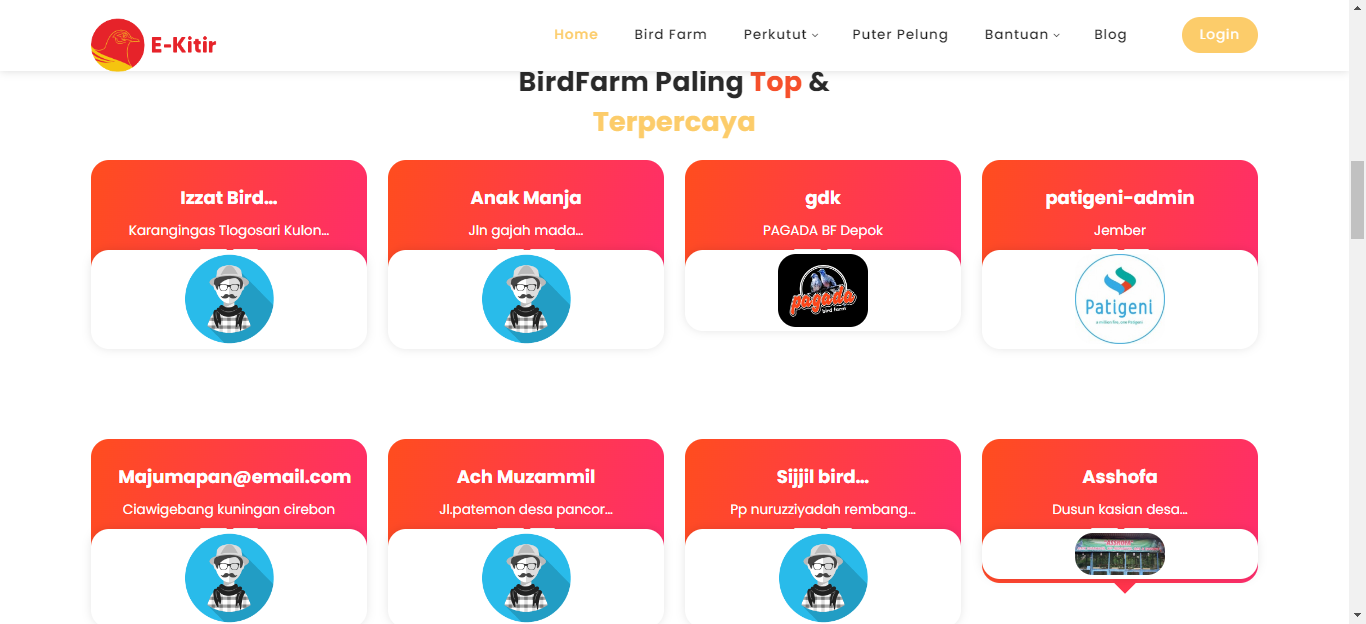 E-Kitir
Home
Bird Farm
Perkutut
Puter Pelung
Bantuan
Blog
Login
BirdFarm Paling Top &
Terpercaya
Izzat Bird...
Karangingas Tlogosari Kulon...
Anak Manja
Jln gajah mada...
gdk
PAGADA BF Depok
pagada
bird farm
patigeni-admin
Jember
Patigeni
Majumapan@email.com
Ciawigebang kuningan cirebon
Ach Muzammil
Jl.patemon desa pancor...
Sijjil bird...
Pp nuruzziyadah rembang...
Asshofa
Dusun kasian desa...
ASSHOFA